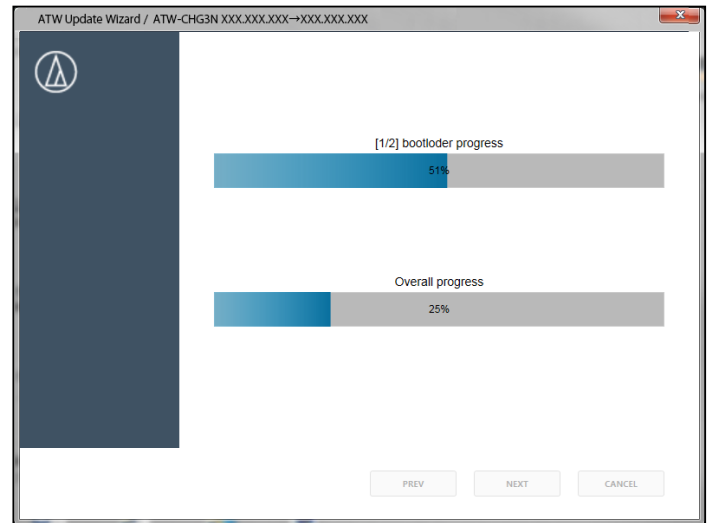 ATW Update Wizard / ATW-CHG3N XXX.XXX.XXX→XXX.XXX.XXX
[1/2] bootloder progress
51%
Overall progress
25%
PREV NEXT CANCEL